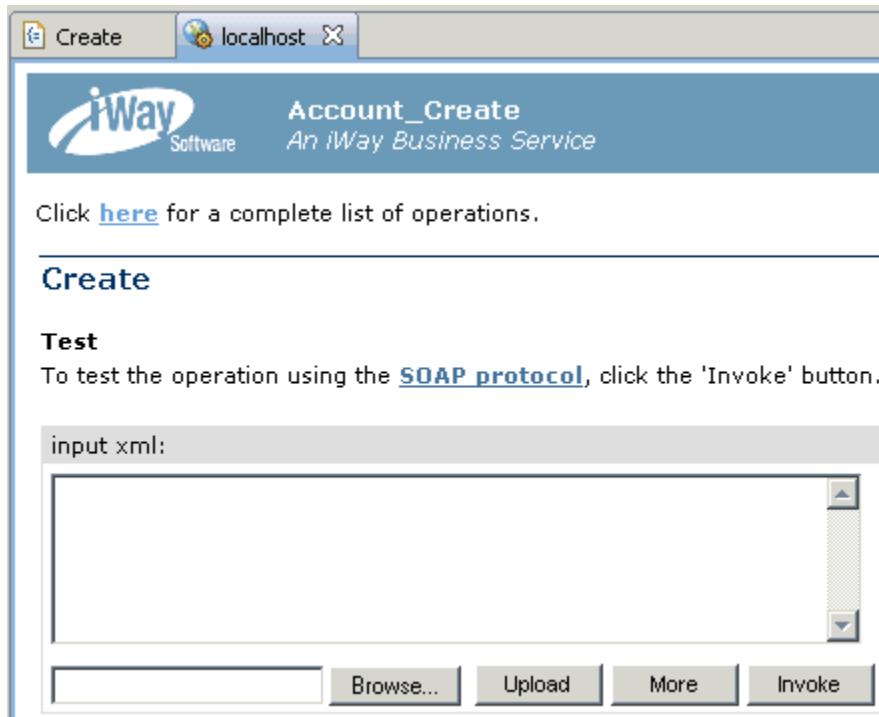 Create
localhost
iWay
Software
Account_Create
An iWay Business Service
Click here for a complete list of operations.
Create
Test
To test the operation using the SOAP protocol, click the 'Invoke' button.
input xml:
Browse... Upload More Invoke